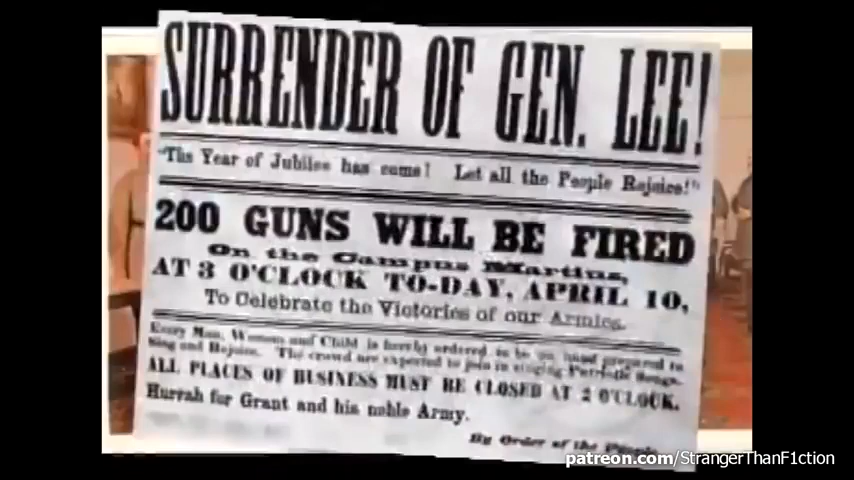 SURRENDER OF GEN. LEE!
"The Year of Jubilee has come! Let all the People Rejoice!"
200 GUNS WILL BE FIRED
On the Campus Martius,
AT 3 O'CLOCK TO-DAY, APRIL 10,
To Celebrate the Victories of our Armies.
Every Man, Woman and Child is hereby ordered to be on hand prepared to
Sing and Rejoice. The crowd are expected to join in singing Patriotic Songs.
ALL PLACES OF BUSINESS MUST BE CLOSED AT 2 O'CLOCK.
Hurrah for Grant and his noble Army.
By Order of the People.
patreon.com/StrangerThanF1ction